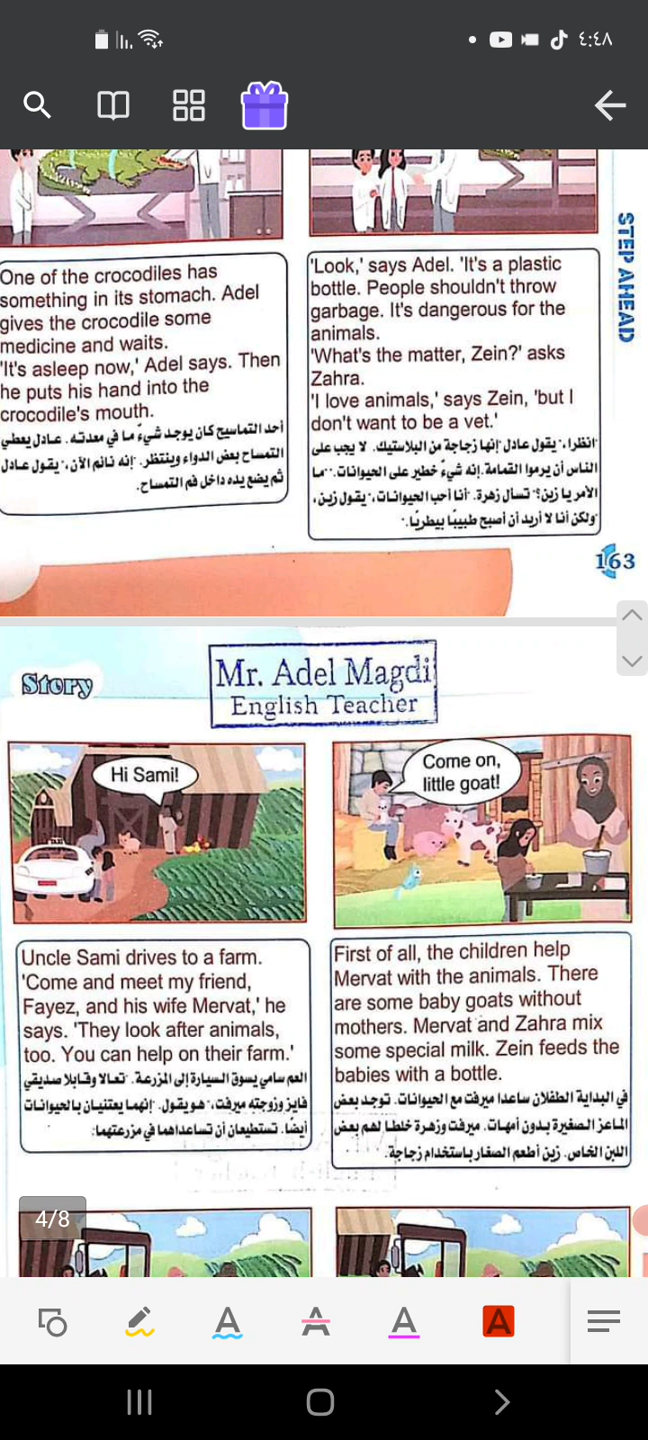 ٤:٤٨
One of the crocodiles has
something in its stomach. Adel
gives the crocodile some
medicine and waits.
'It's asleep now,' Adel says. Then
he puts his hand into the
crocodile's mouth.
أحد التماسيح كان يوجد شيءٌ ما في معدته. عادل يعطي
التمساح بعض الدواء وينتظر. "إنه نائم الآن،" يقول عادل
ثم يضع يده داخل فم التمساح.
'Look,' says Adel. 'It's a plastic
bottle. People shouldn't throw
garbage. It's dangerous for the
animals.
'What's the matter, Zein?' asks
Zahra.
'I love animals,' says Zein, 'but I
don't want to be a vet.'
"انظرا،" يقول عادل "إنها زجاجة من البلاستيك. لا يجب على
الناس أن يرموا القمامة. إنه شيءٌ خطير على الحيوانات." "ما
الأمر يا زين؟" تسأل زهرة. "أنا أحب الحيوانات،" يقول زين،
"ولكن أنا لا أريد أن أصبح طبيبًا بيطريًا."
STEP AHEAD
163
Story
Mr. Adel Magdi
English Teacher
Hi Sami!
TAXI
Come on,
little goat!
Uncle Sami drives to a farm.
'Come and meet my friend,
Fayez, and his wife Mervat,' he
says. 'They look after animals,
too. You can help on their farm.'
العم سامي يسوق السيارة إلى المزرعة. "تعالا وقابلا صديقي
فايز وزوجته ميرفت،" هو يقول. "إنهما يعتنيان بالحيوانات
أيضًا. تستطيعان أن تساعداهما في مزرعتهما."
First of all, the children help
Mervat with the animals. There
are some baby goats without
mothers. Mervat and Zahra mix
some special milk. Zein feeds the
babies with a bottle.
في البداية الطفلان ساعدا ميرفت مع الحيوانات. توجد بعض
الماعز الصغيرة بدون أمهات. ميرفت وزهرة خلطا لهم بعض
اللبن الخاص. زين أطعم الصغار باستخدام زجاجة.
4/8